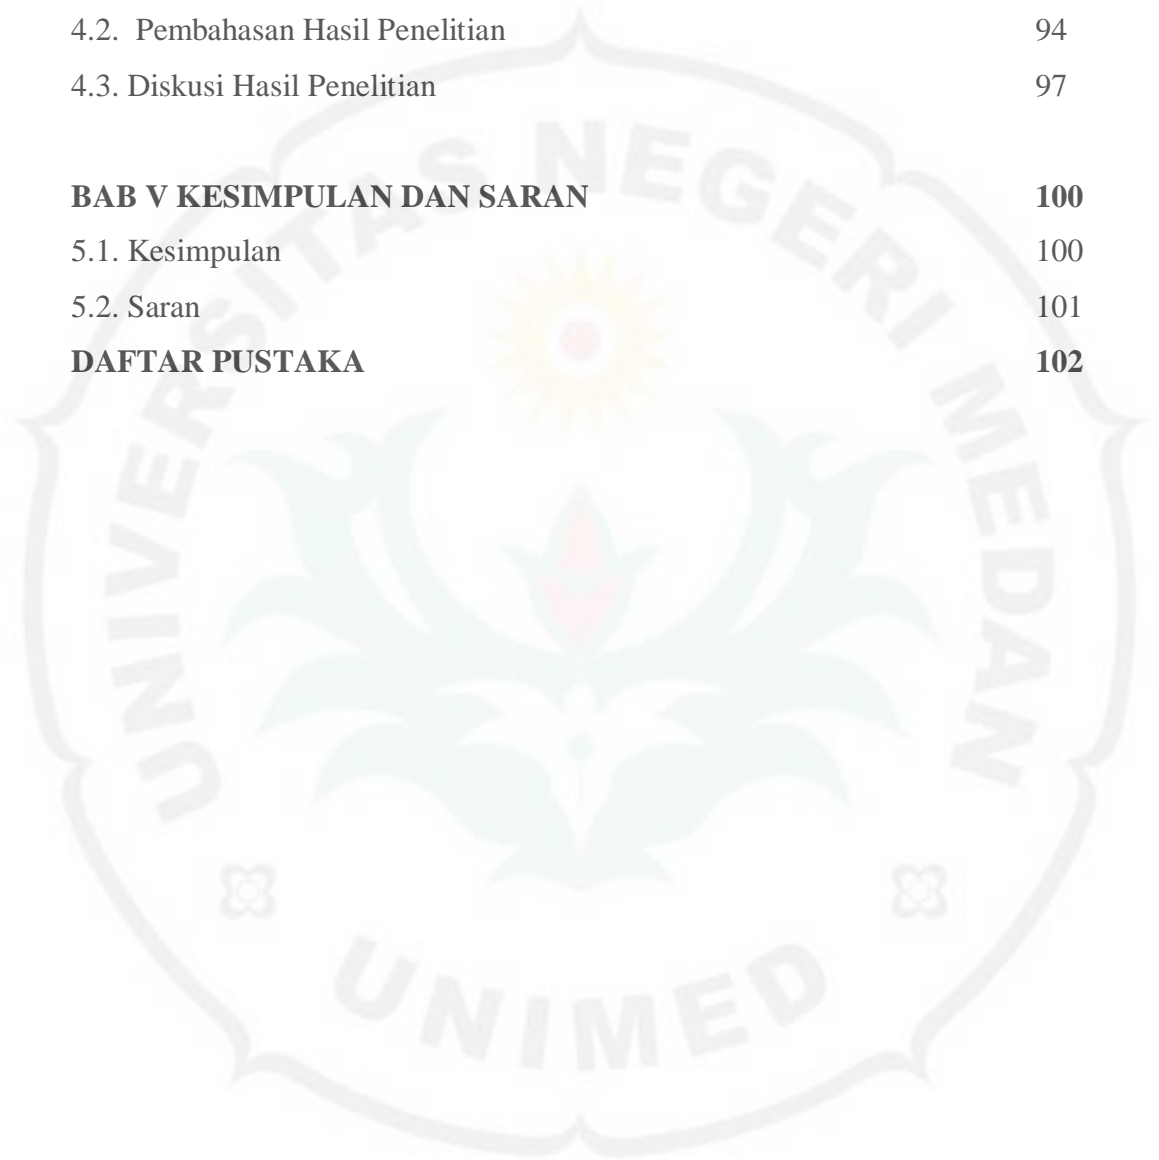 4.2. Pembahasan Hasil Penelitian 94
4.3. Diskusi Hasil Penelitian 97
BAB V KESIMPULAN DAN SARAN 100
5.1. Kesimpulan 100
5.2. Saran 101
DAFTAR PUSTAKA 102
UNIVERSITAS NEGERI MEDAN
UNIMED